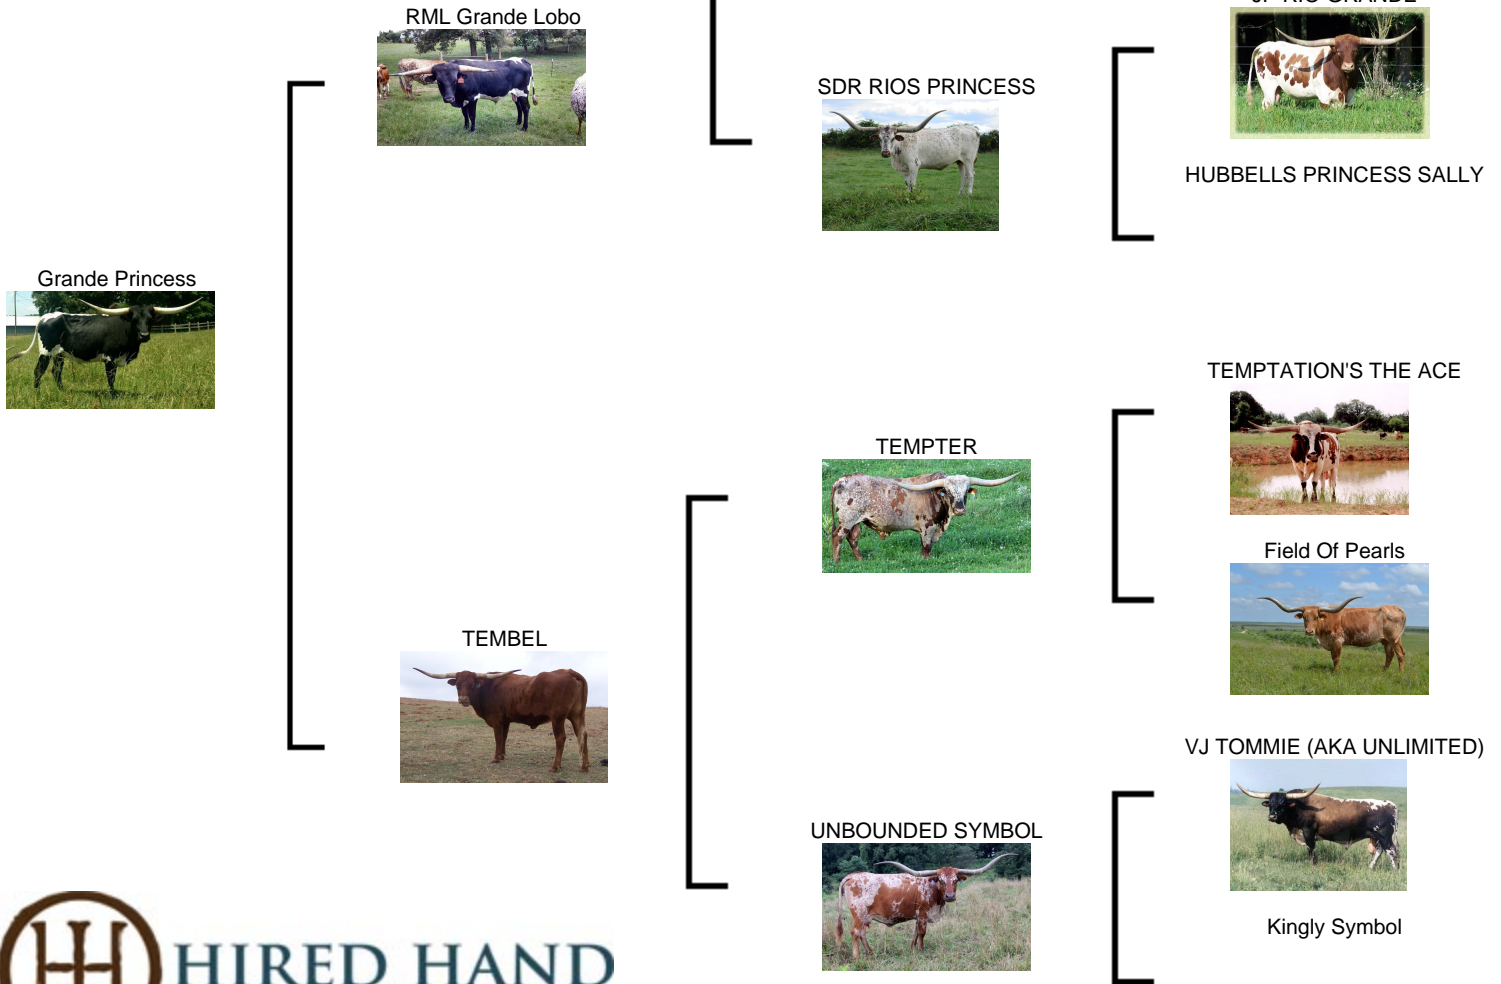 RML Grande Lobo
SDR RIOS PRINCESS
HUBBELLS PRINCESS SALLY
Grande Princess
TEMPTATION'S THE ACE
TEMPTER
Field Of Pearls
TEMBEL
VJ TOMMIE (AKA UNLIMITED)
UNBOUNDED SYMBOL
Kingly Symbol
HIRED HAND